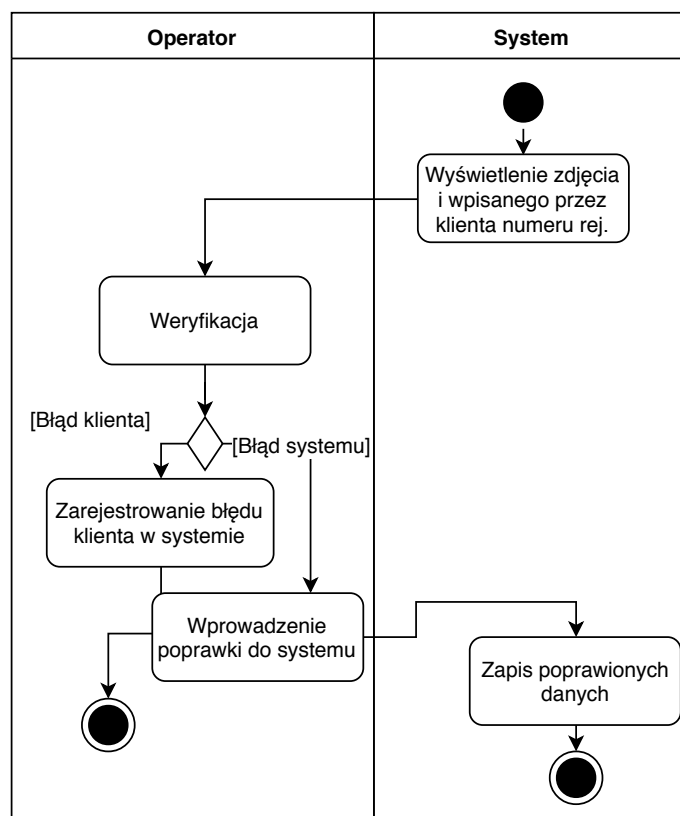 Operator
System
Wyświetlenie zdjęcia
i wpisanego przez
klienta numeru rej.
Weryfikacja
[Błąd klienta]
[Błąd systemu]
Zarejestrowanie błędu
klienta w systemie
Wprowadzenie
poprawki do systemu
Zapis poprawionych
danych